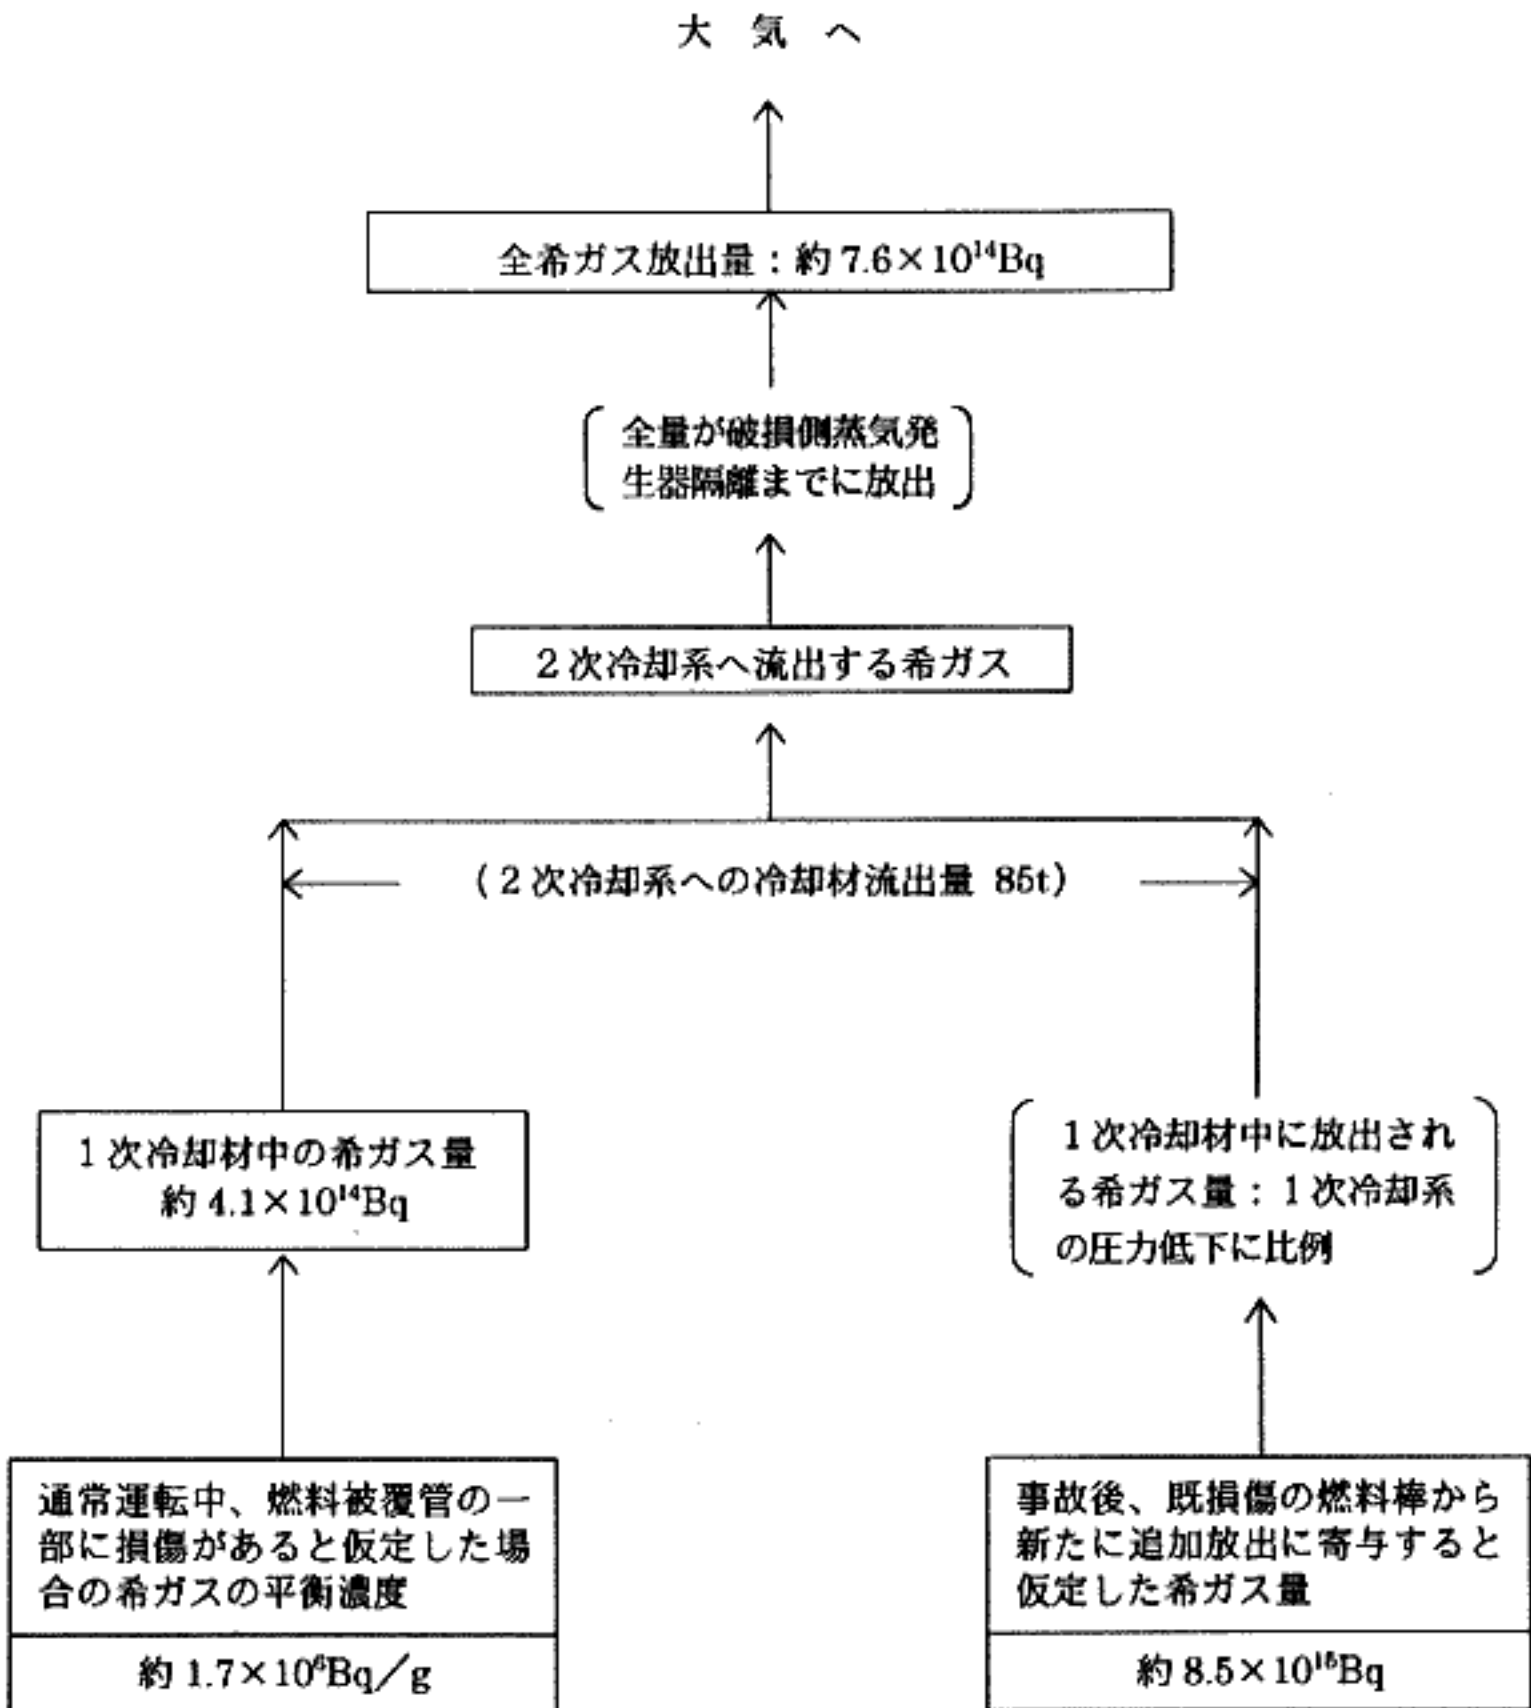 大気へ
全希ガス放出量：約7.6×10¹⁴Bq
全量が破損側蒸気発
生器隔離までに放出
2次冷却系へ流出する希ガス
（2次冷却系への冷却材流出量 85t）
1次冷却材中の希ガス量
約4.1×10¹⁴Bq
1次冷却材中に放出され
る希ガス量：1次冷却系
の圧力低下に比例
通常運転中、燃料被覆管の一
部に損傷があると仮定した場
合の希ガスの平衡濃度
約1.7×10⁶Bq／g
事故後、既損傷の燃料棒から
新たに追加放出に寄与すると
仮定した希ガス量
約8.5×10¹⁵Bq